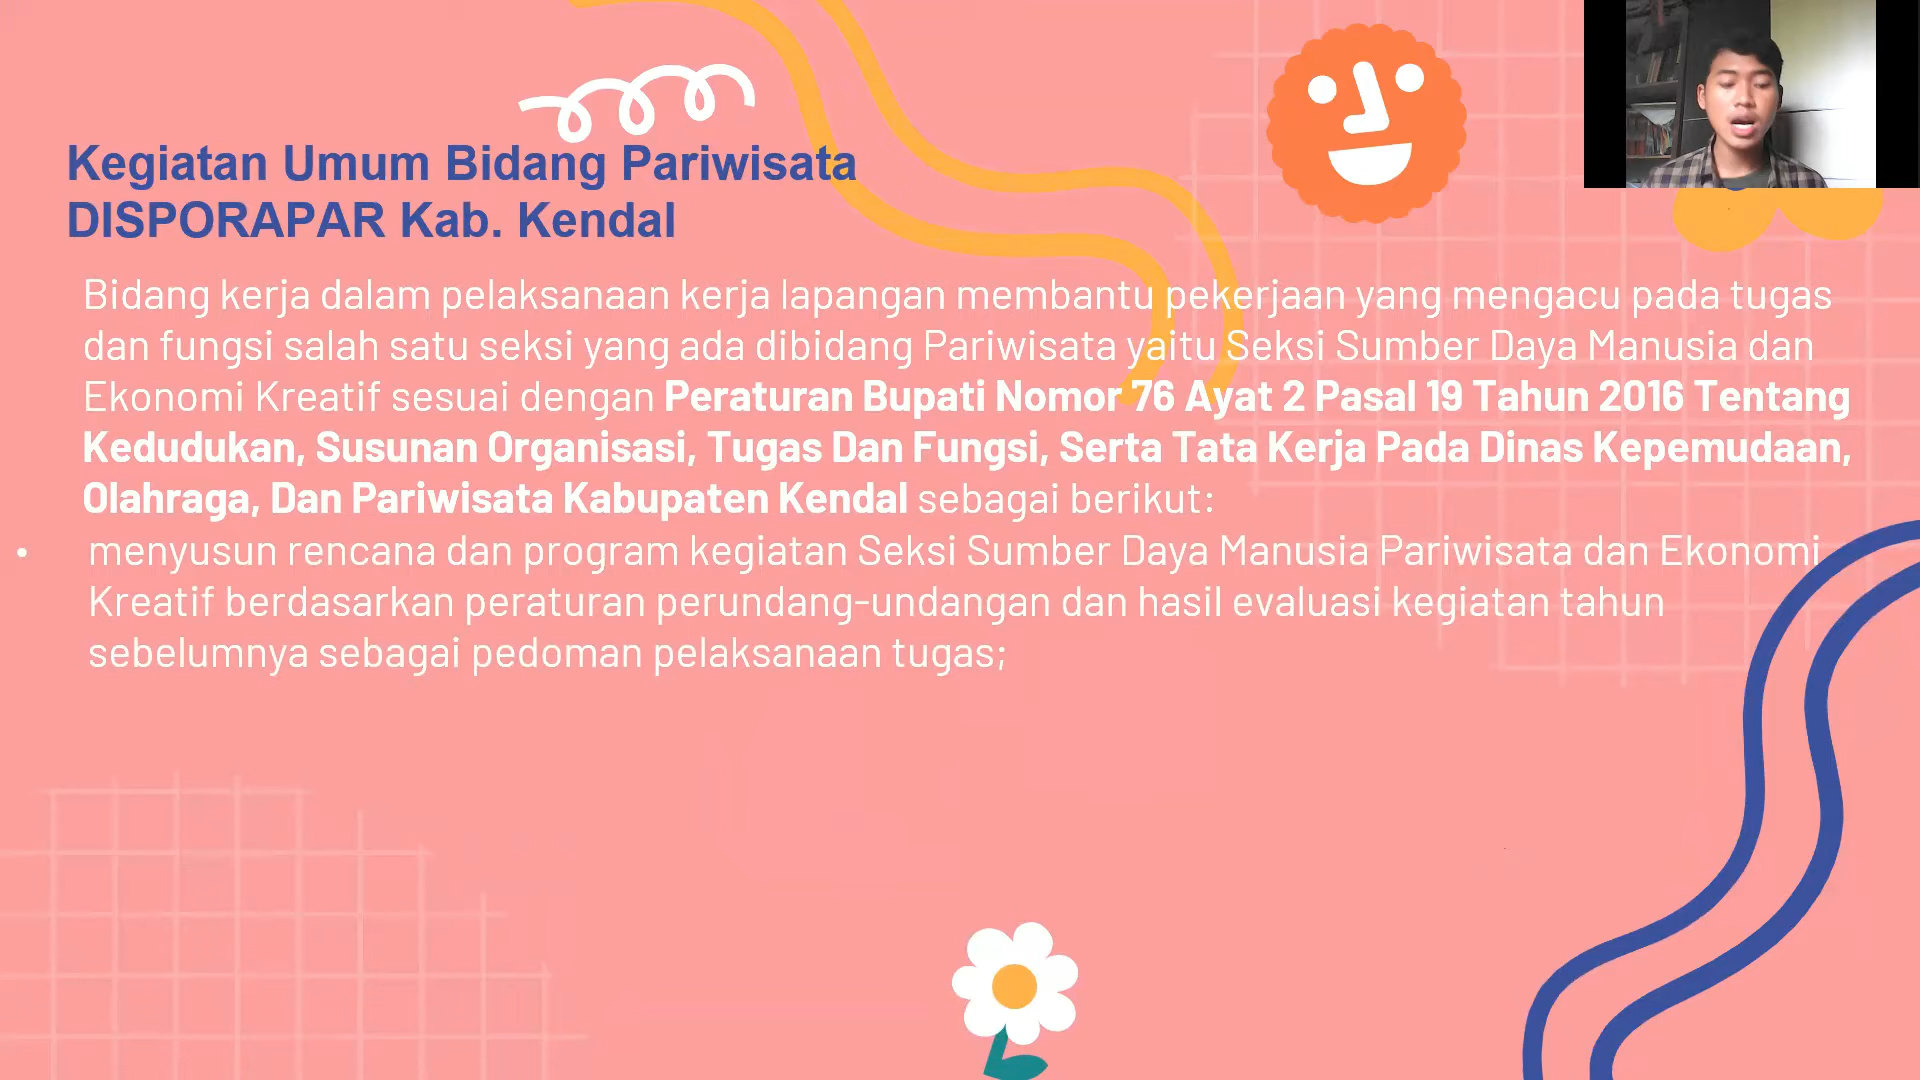 Kegiatan Umum Bidang Pariwisata
DISPORAPAR Kab. Kendal
Bidang kerja dalam pelaksanaan kerja lapangan membantu pekerjaan yang mengacu pada tugas
dan fungsi salah satu seksi yang ada dibidang Pariwisata yaitu Seksi Sumber Daya Manusia dan
Ekonomi Kreatif sesuai dengan Peraturan Bupati Nomor 76 Ayat 2 Pasal 19 Tahun 2016 Tentang
Kedudukan, Susunan Organisasi, Tugas Dan Fungsi, Serta Tata Kerja Pada Dinas Kepemudaan,
Olahraga, Dan Pariwisata Kabupaten Kendal sebagai berikut:
• menyusun rencana dan program kegiatan Seksi Sumber Daya Manusia Pariwisata dan Ekonomi
Kreatif berdasarkan peraturan perundang-undangan dan hasil evaluasi kegiatan tahun
sebelumnya sebagai pedoman pelaksanaan tugas;